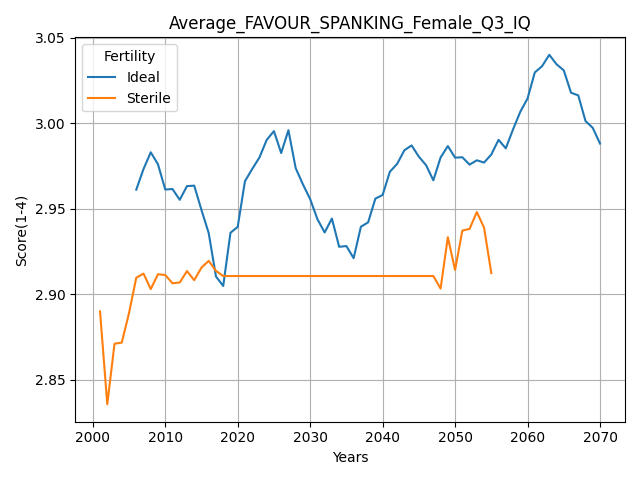 Average_FAVOUR_SPANKING_Female_Q3_IQ
Fertility
Ideal
Sterile
Score(1-4)
3.05
3.00
2.95
2.90
2.85
2000 2010 2020 2030 2040 2050 2060 2070
Years